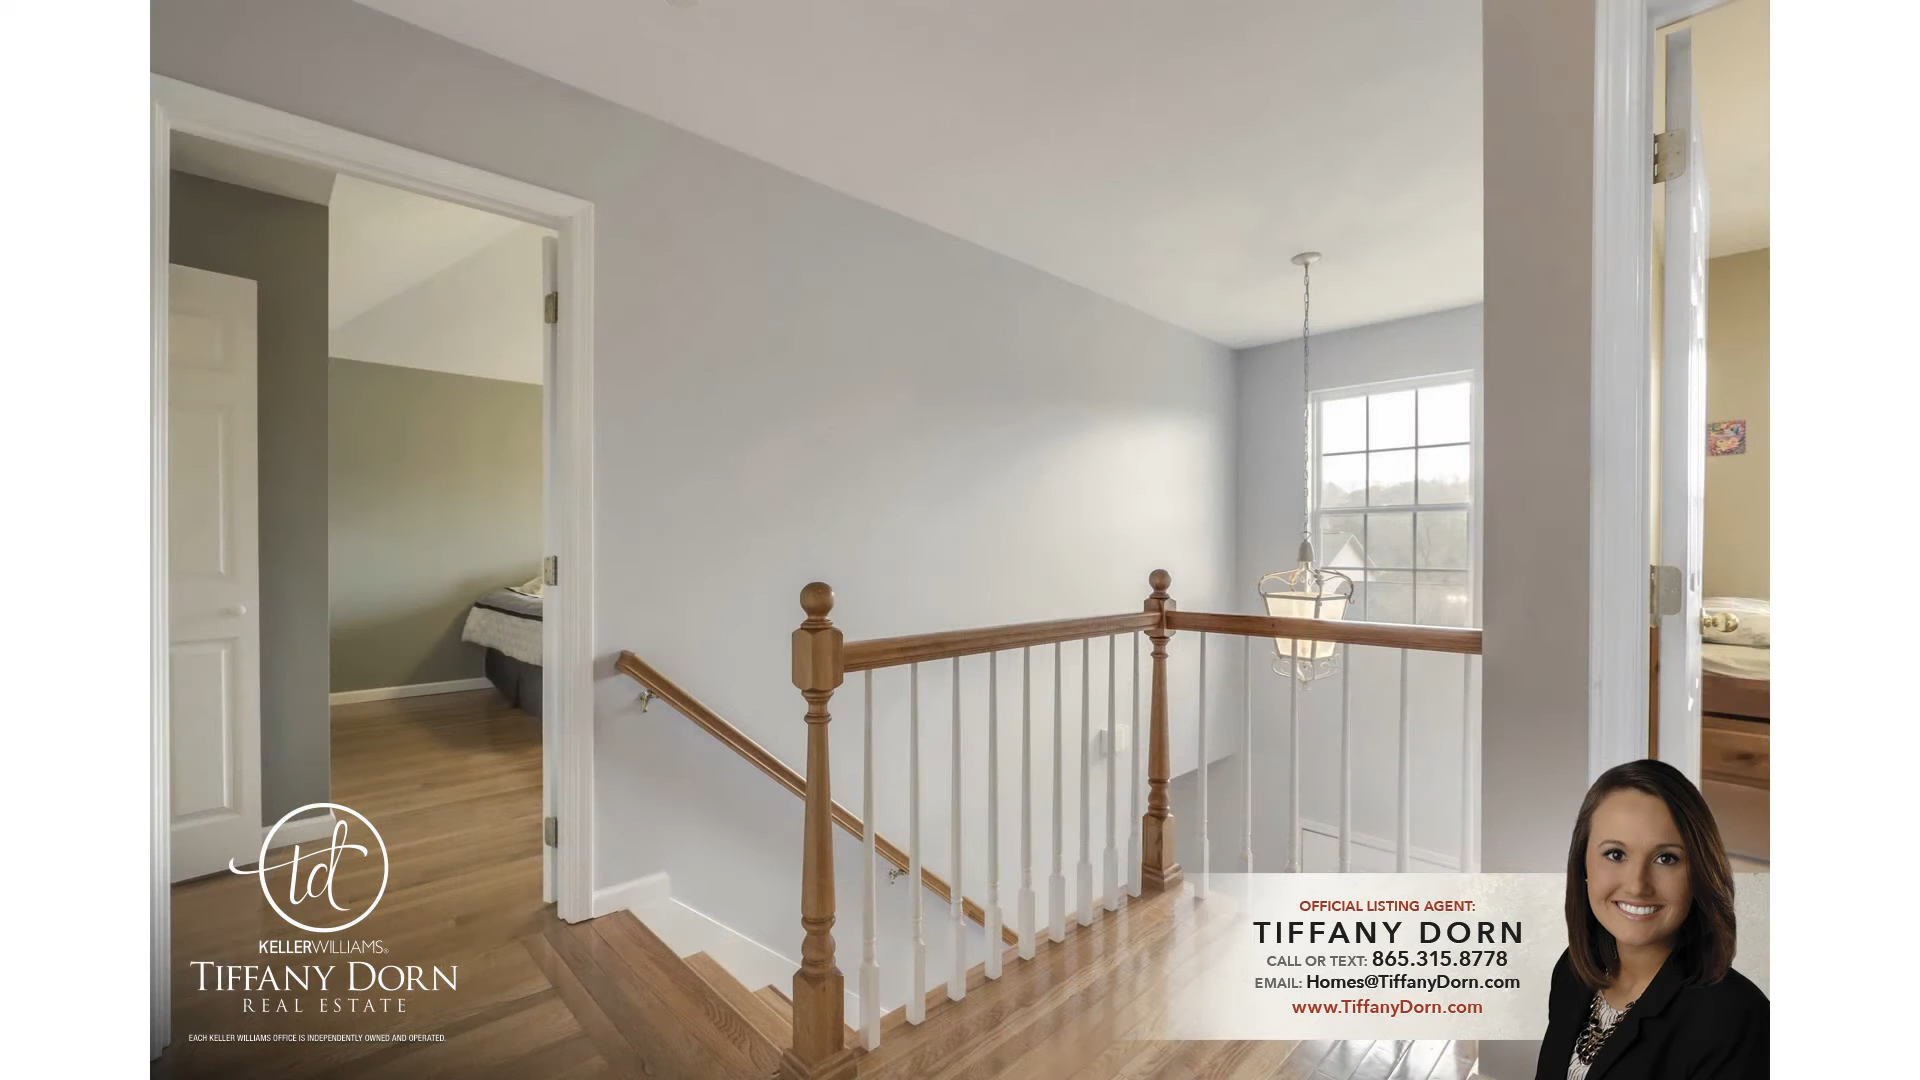 td
KELLERWILLIAMS®
TIFFANY DORN
REAL ESTATE
EACH KELLER WILLIAMS OFFICE IS INDEPENDENTLY OWNED AND OPERATED.
OFFICIAL LISTING AGENT:
TIFFANY DORN
CALL OR TEXT: 865.315.8778
EMAIL: Homes@TiffanyDorn.com
www.TiffanyDorn.com